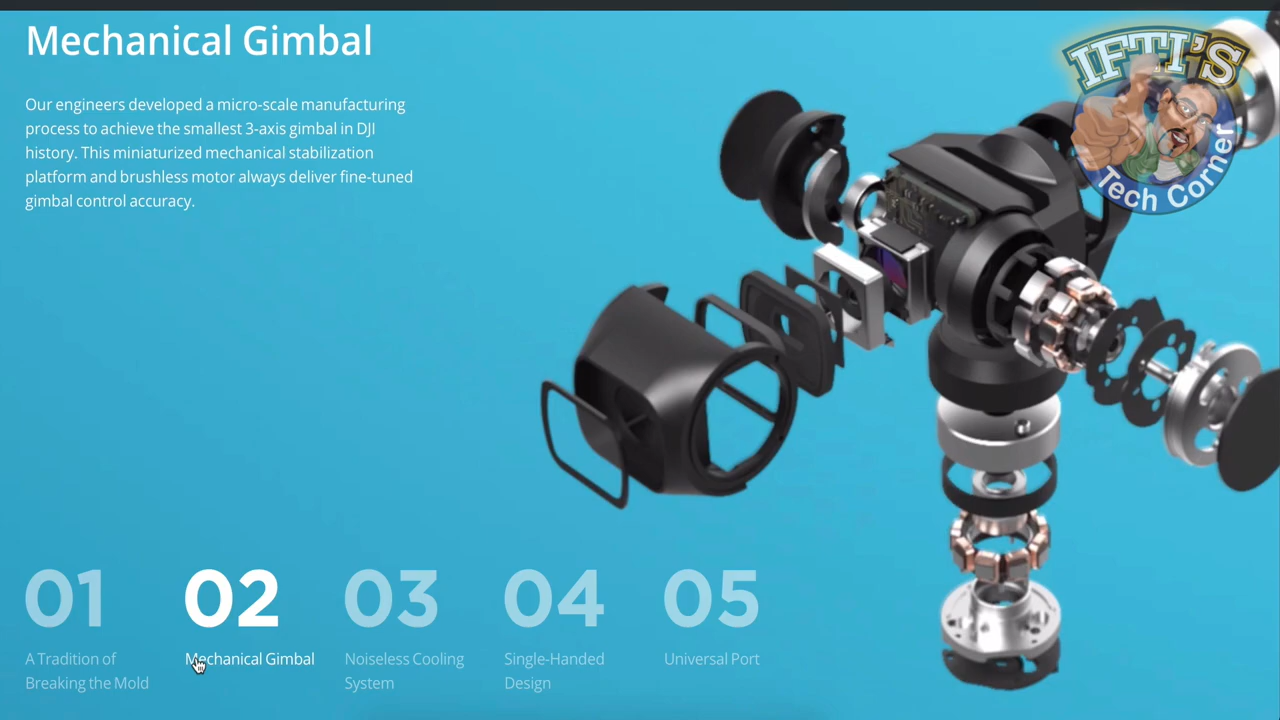 Mechanical Gimbal
IFTI'S
Tech Corner
Our engineers developed a micro-scale manufacturing
process to achieve the smallest 3-axis gimbal in DJI
history. This miniaturized mechanical stabilization
platform and brushless motor always deliver fine-tuned
gimbal control accuracy.
01
02
03
04
05
A Tradition of
Breaking the Mold
Mechanical Gimbal
Noiseless Cooling
System
Single-Handed
Design
Universal Port